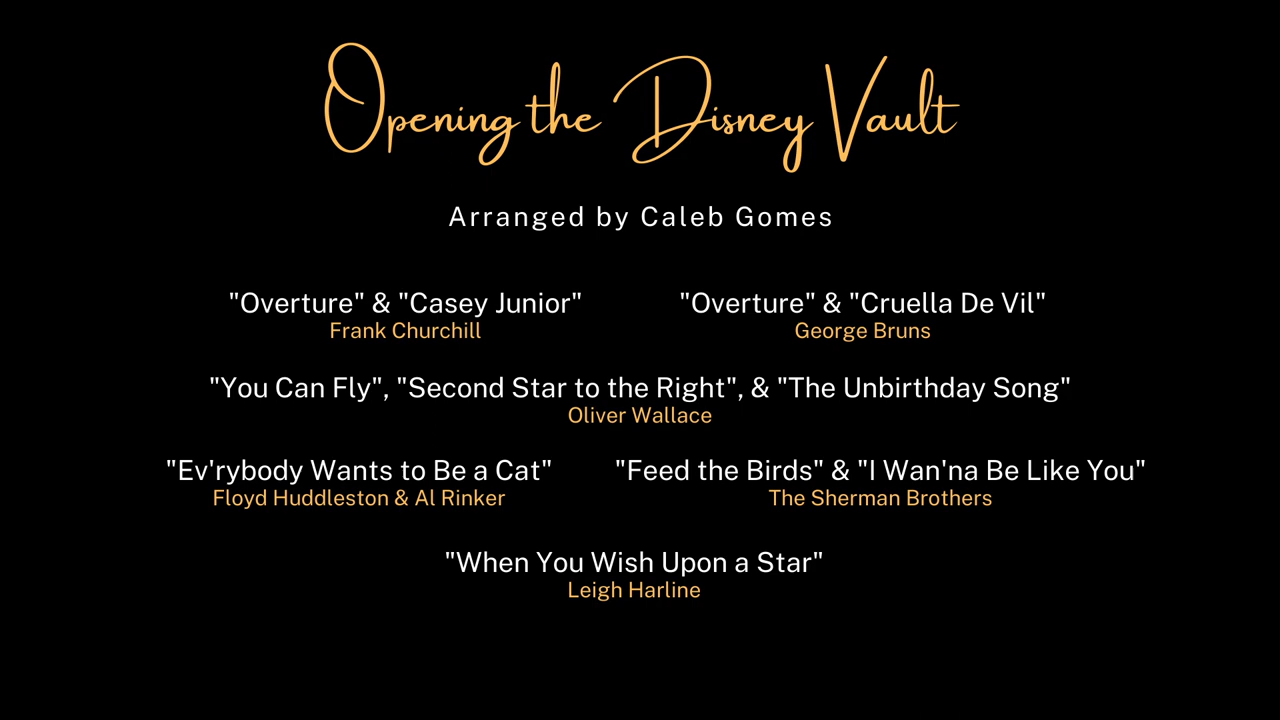 Opening the Disney Vault
Arranged by Caleb Gomes
"Overture" & "Casey Junior"
Frank Churchill
"Overture" & "Cruella De Vil"
George Bruns
"You Can Fly", "Second Star to the Right", & "The Unbirthday Song"
Oliver Wallace
"Ev'rybody Wants to Be a Cat"
Floyd Huddleston & Al Rinker
"Feed the Birds" & "I Wan'na Be Like You"
The Sherman Brothers
"When You Wish Upon a Star"
Leigh Harline